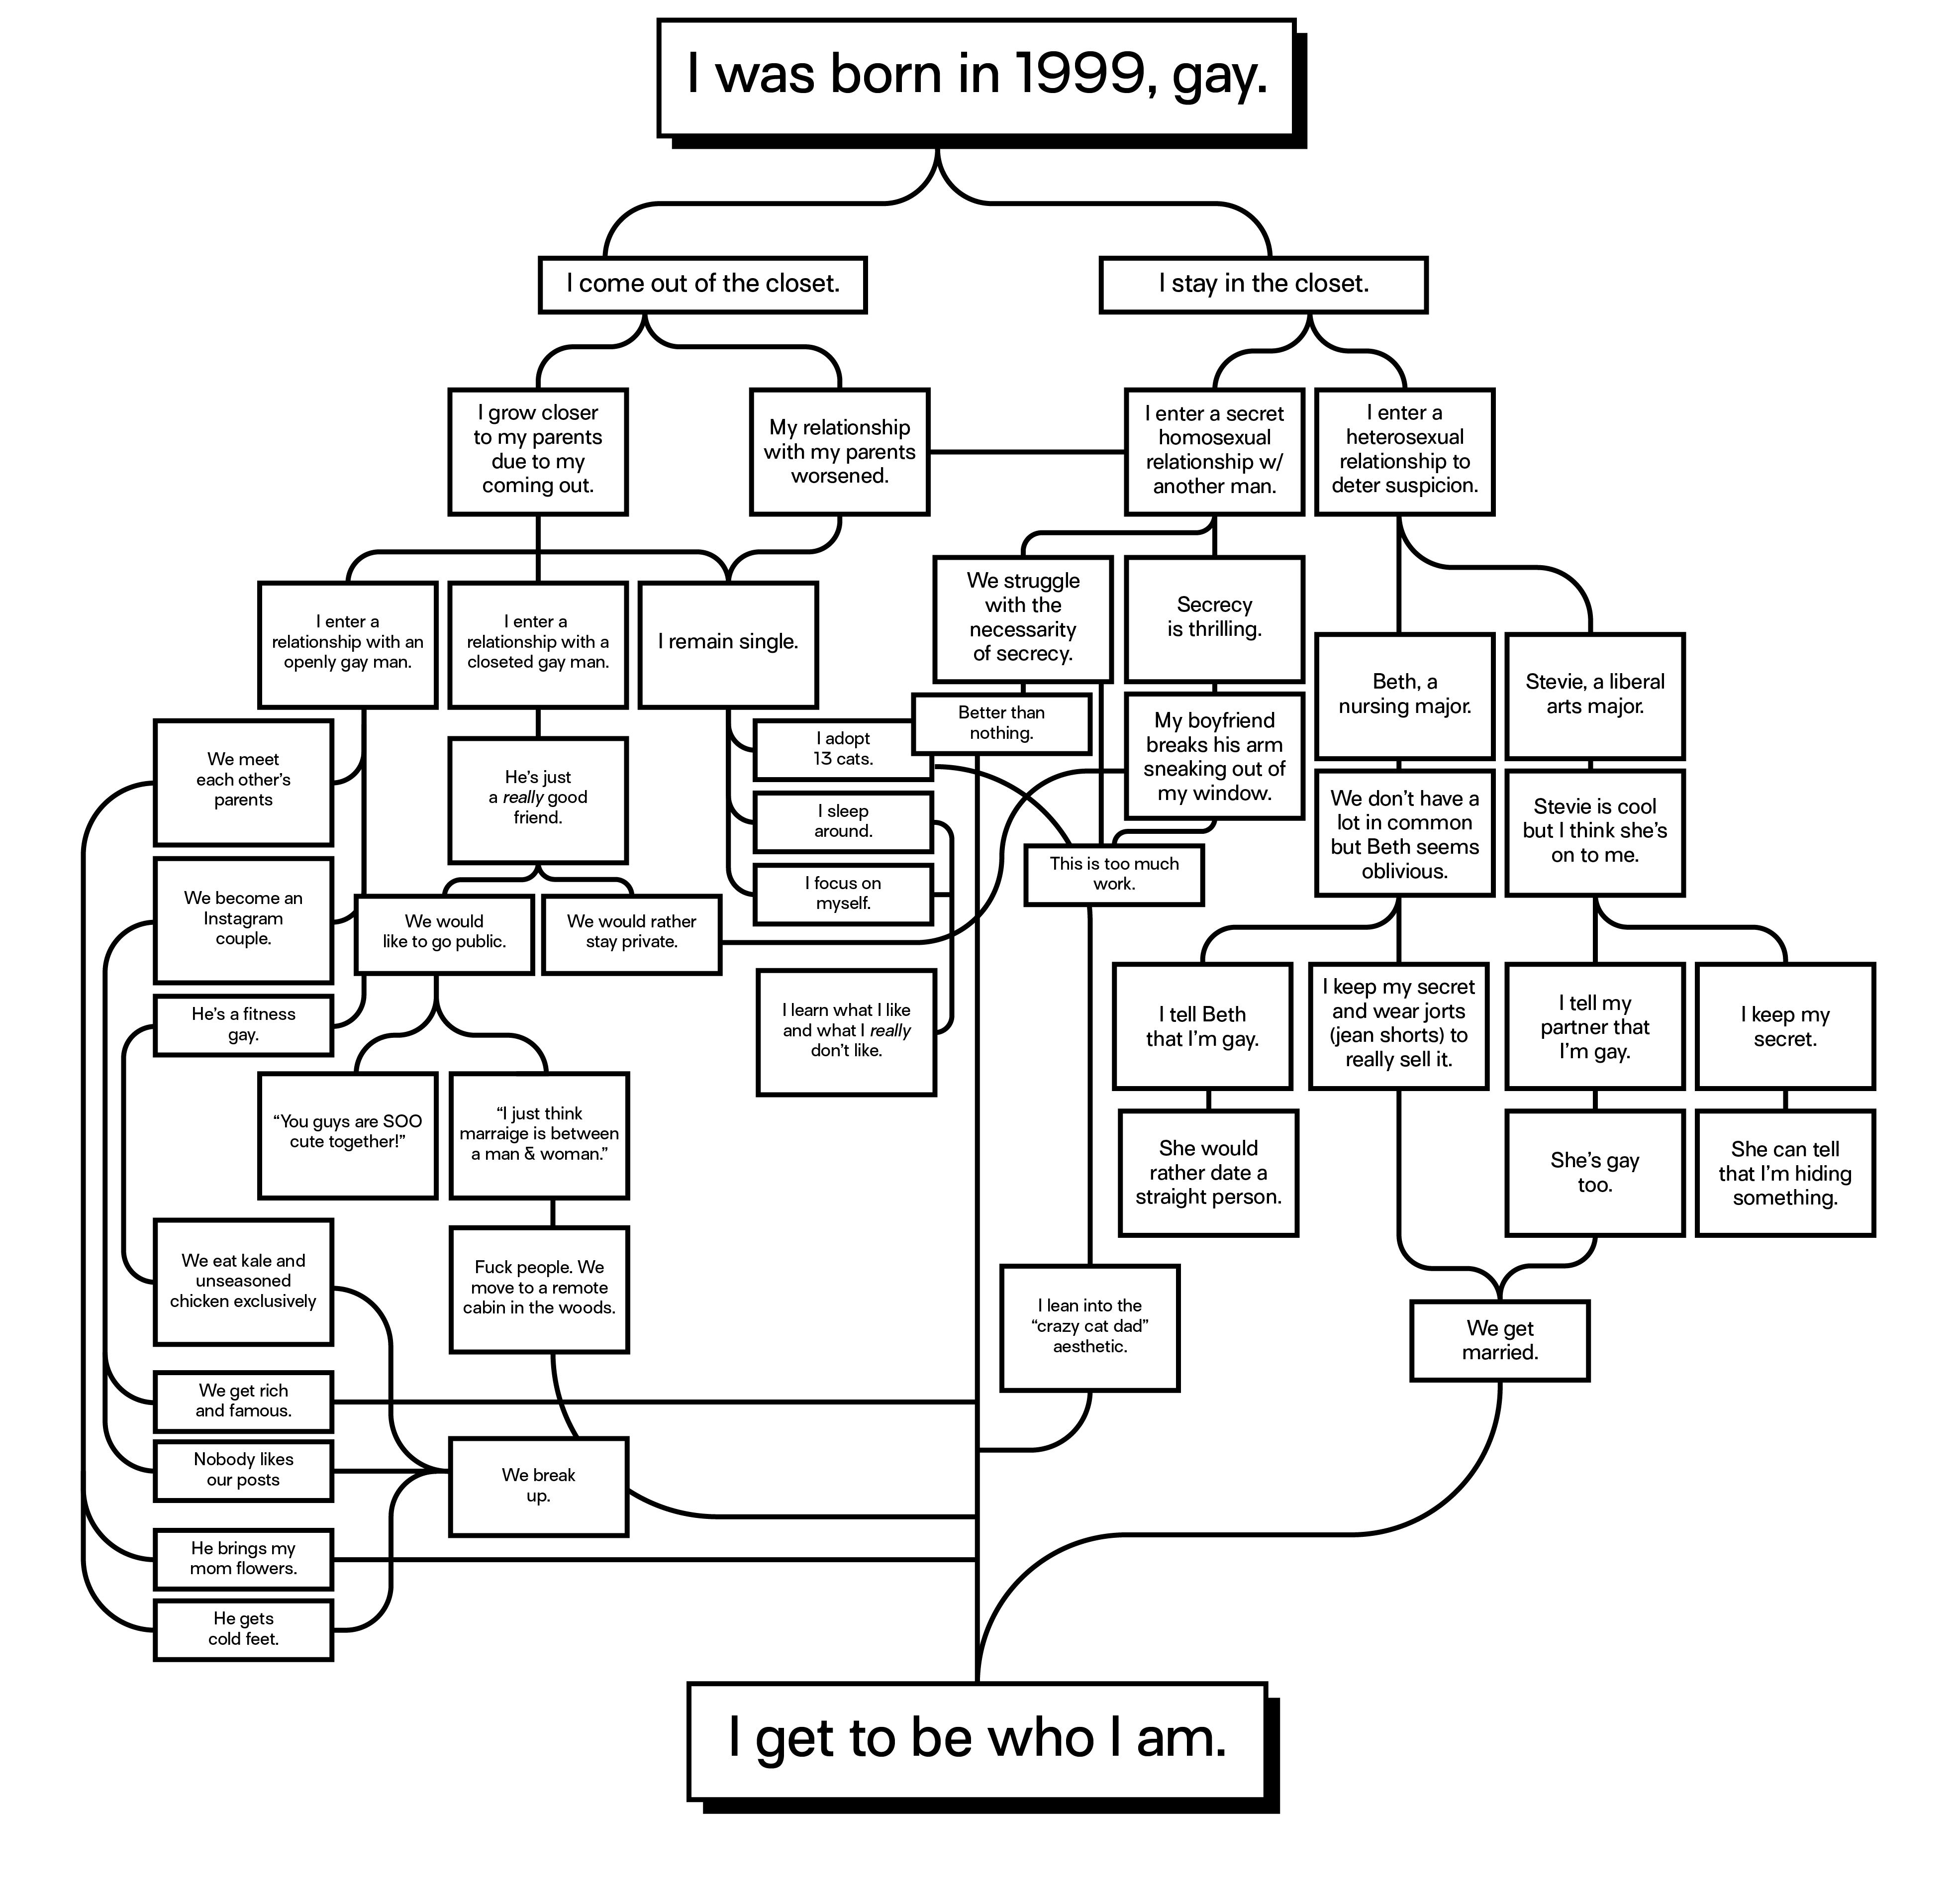 I was born in 1999, gay.
I come out of the closet.
I stay in the closet.
I grow closer
to my parents
due to my
coming out.
My relationship
with my parents
worsened.
I enter a secret
homosexual
relationship w/
another man.
I enter a
heterosexual
relationship to
deter suspicion.
I enter a
relationship with an
openly gay man.
I enter a
relationship with a
closeted gay man.
I remain single.
We struggle
with the
necessarity
of secrecy.
Secrecy
is thrilling.
Beth, a
nursing major.
Stevie, a liberal
arts major.
We meet
each other's
parents
He's just
a really good
friend.
I adopt
13 cats.
Better than
nothing.
My boyfriend
breaks his arm
sneaking out of
my window.
We don't have a
lot in common
but Beth seems
oblivious.
Stevie is cool
but I think she's
on to me.
I sleep
around.
I focus on
myself.
This is too much
work.
We become an
Instagram
couple.
We would
like to go public.
We would rather
stay private.
He's a fitness
gay.
I learn what I like
and what I really
don't like.
I tell Beth
that I'm gay.
I keep my secret
and wear jorts
(jean shorts) to
really sell it.
I tell my
partner that
I'm gay.
I keep my
secret.
“You guys are SOO
cute together!”
“I just think
marraige is between
a man & woman.”
She would
rather date a
straight person.
She's gay
too.
She can tell
that I'm hiding
something.
We eat kale and
unseasoned
chicken exclusively
Fuck people. We
move to a remote
cabin in the woods.
I lean into the
“crazy cat dad”
aesthetic.
We get
married.
We get rich
and famous.
Nobody likes
our posts
We break
up.
He brings my
mom flowers.
He gets
cold feet.
I get to be who I am.